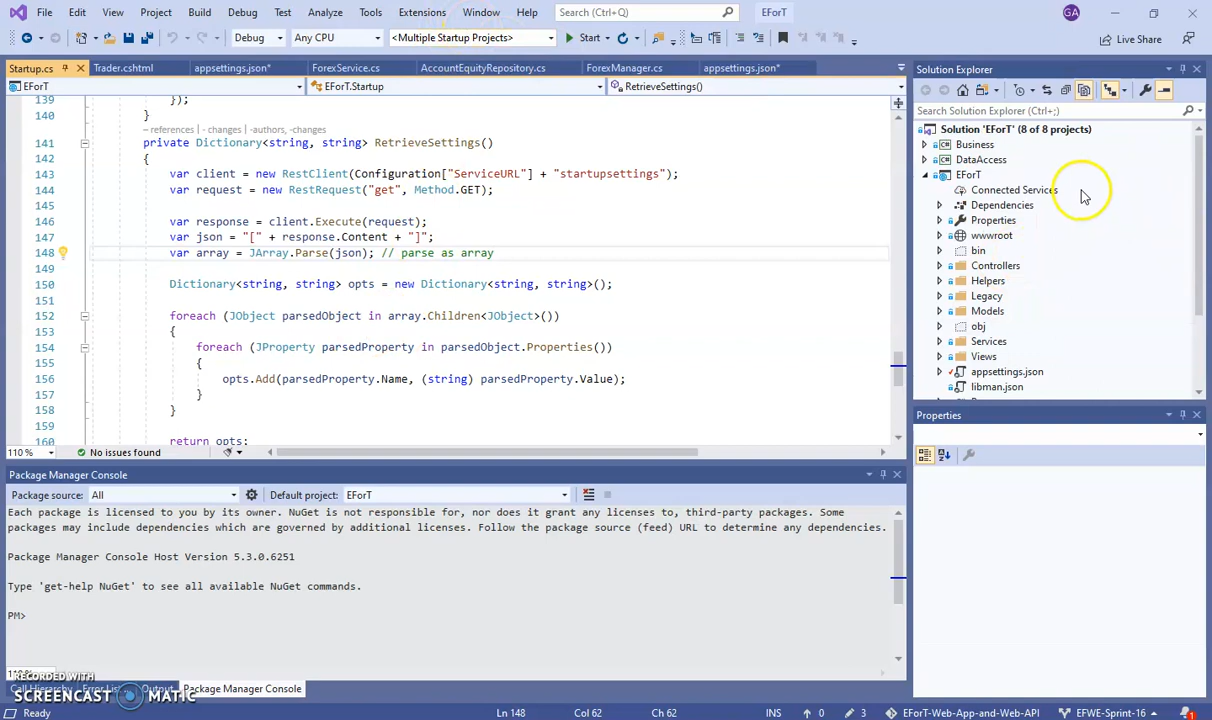 File Edit View Project Build Debug Test Analyze Tools Extensions Window Help Search (Ctrl+Q) EForT GA
Debug Any CPU <Multiple Startup Projects> Start Live Share
Startup.cs Trader.cshtml appsettings.json* ForexService.cs AccountEquityRepository.cs ForexManager.cs appsettings.json*
EForT EForT.Startup RetrieveSettings()
139 });
140 }
– references | - changes | -authors, -changes
141 private Dictionary<string, string> RetrieveSettings()
142 {
143 var client = new RestClient(Configuration["ServiceURL"] + "startupsettings");
144 var request = new RestRequest("get", Method.GET);
145
146 var response = client.Execute(request);
147 var json = "[" + response.Content + "]";
148 var array = JArray.Parse(json); // parse as array
149
150 Dictionary<string, string> opts = new Dictionary<string, string>();
151
152 foreach (JObject parsedObject in array.Children<JObject>())
153 {
154 foreach (JProperty parsedProperty in parsedObject.Properties())
155 {
156 opts.Add(parsedProperty.Name, (string) parsedProperty.Value);
157 }
158 }
159
160 return opts;
110 % No issues found
Package Manager Console
Package source: All Default project: EForT
Each package is licensed to you by its owner. NuGet is not responsible for, nor does it grant any licenses to, third-party packages. Some
packages may include dependencies which are governed by additional licenses. Follow the package source (feed) URL to determine any dependencies.
Package Manager Console Host Version 5.3.0.6251
Type 'get-help NuGet' to see all available NuGet commands.
PM>
RECORDED WITH
SCREENCAST MATIC
Call Hierarchy Output Package Manager Console
Solution Explorer
Search Solution Explorer (Ctrl+;)
Solution 'EForT' (8 of 8 projects)
Business
DataAccess
EForT
Connected Services
Dependencies
Properties
wwwroot
bin
Controllers
Helpers
Legacy
Models
obj
Services
Views
appsettings.json
libman.json
Properties
Ready Ln 148 Col 62 Ch 62 INS 0 3 EForT-Web-App-and-Web-API EFWE-Sprint-16 1